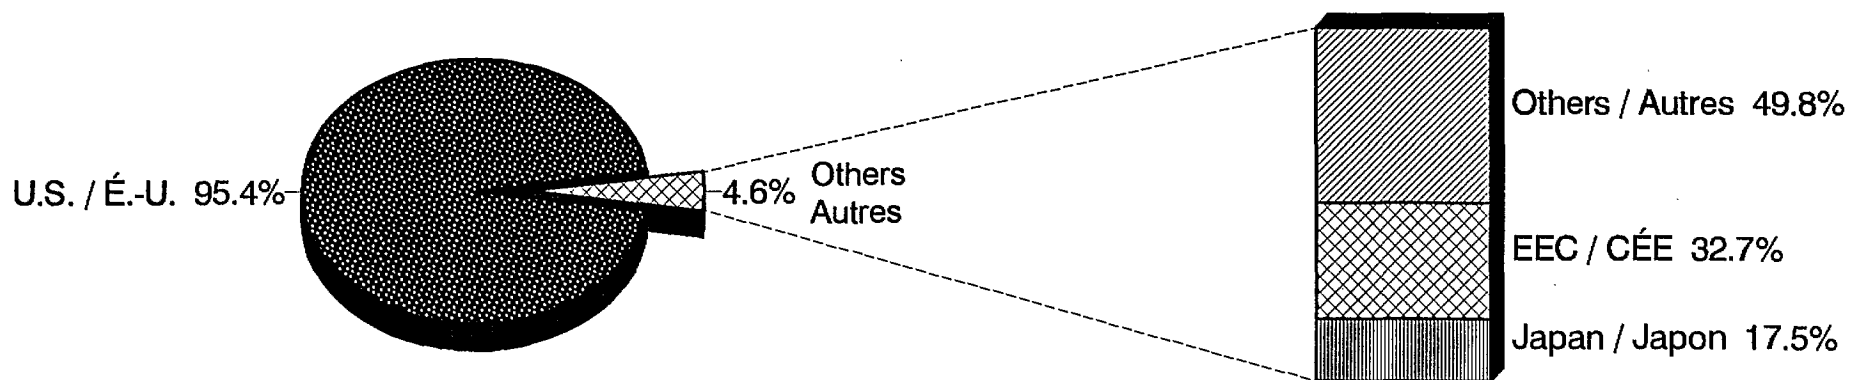 U.S. / É.-U. 95.4%
4.6% Others
Autres
Others / Autres 49.8%
EEC / CÉE 32.7%
Japan / Japon 17.5%